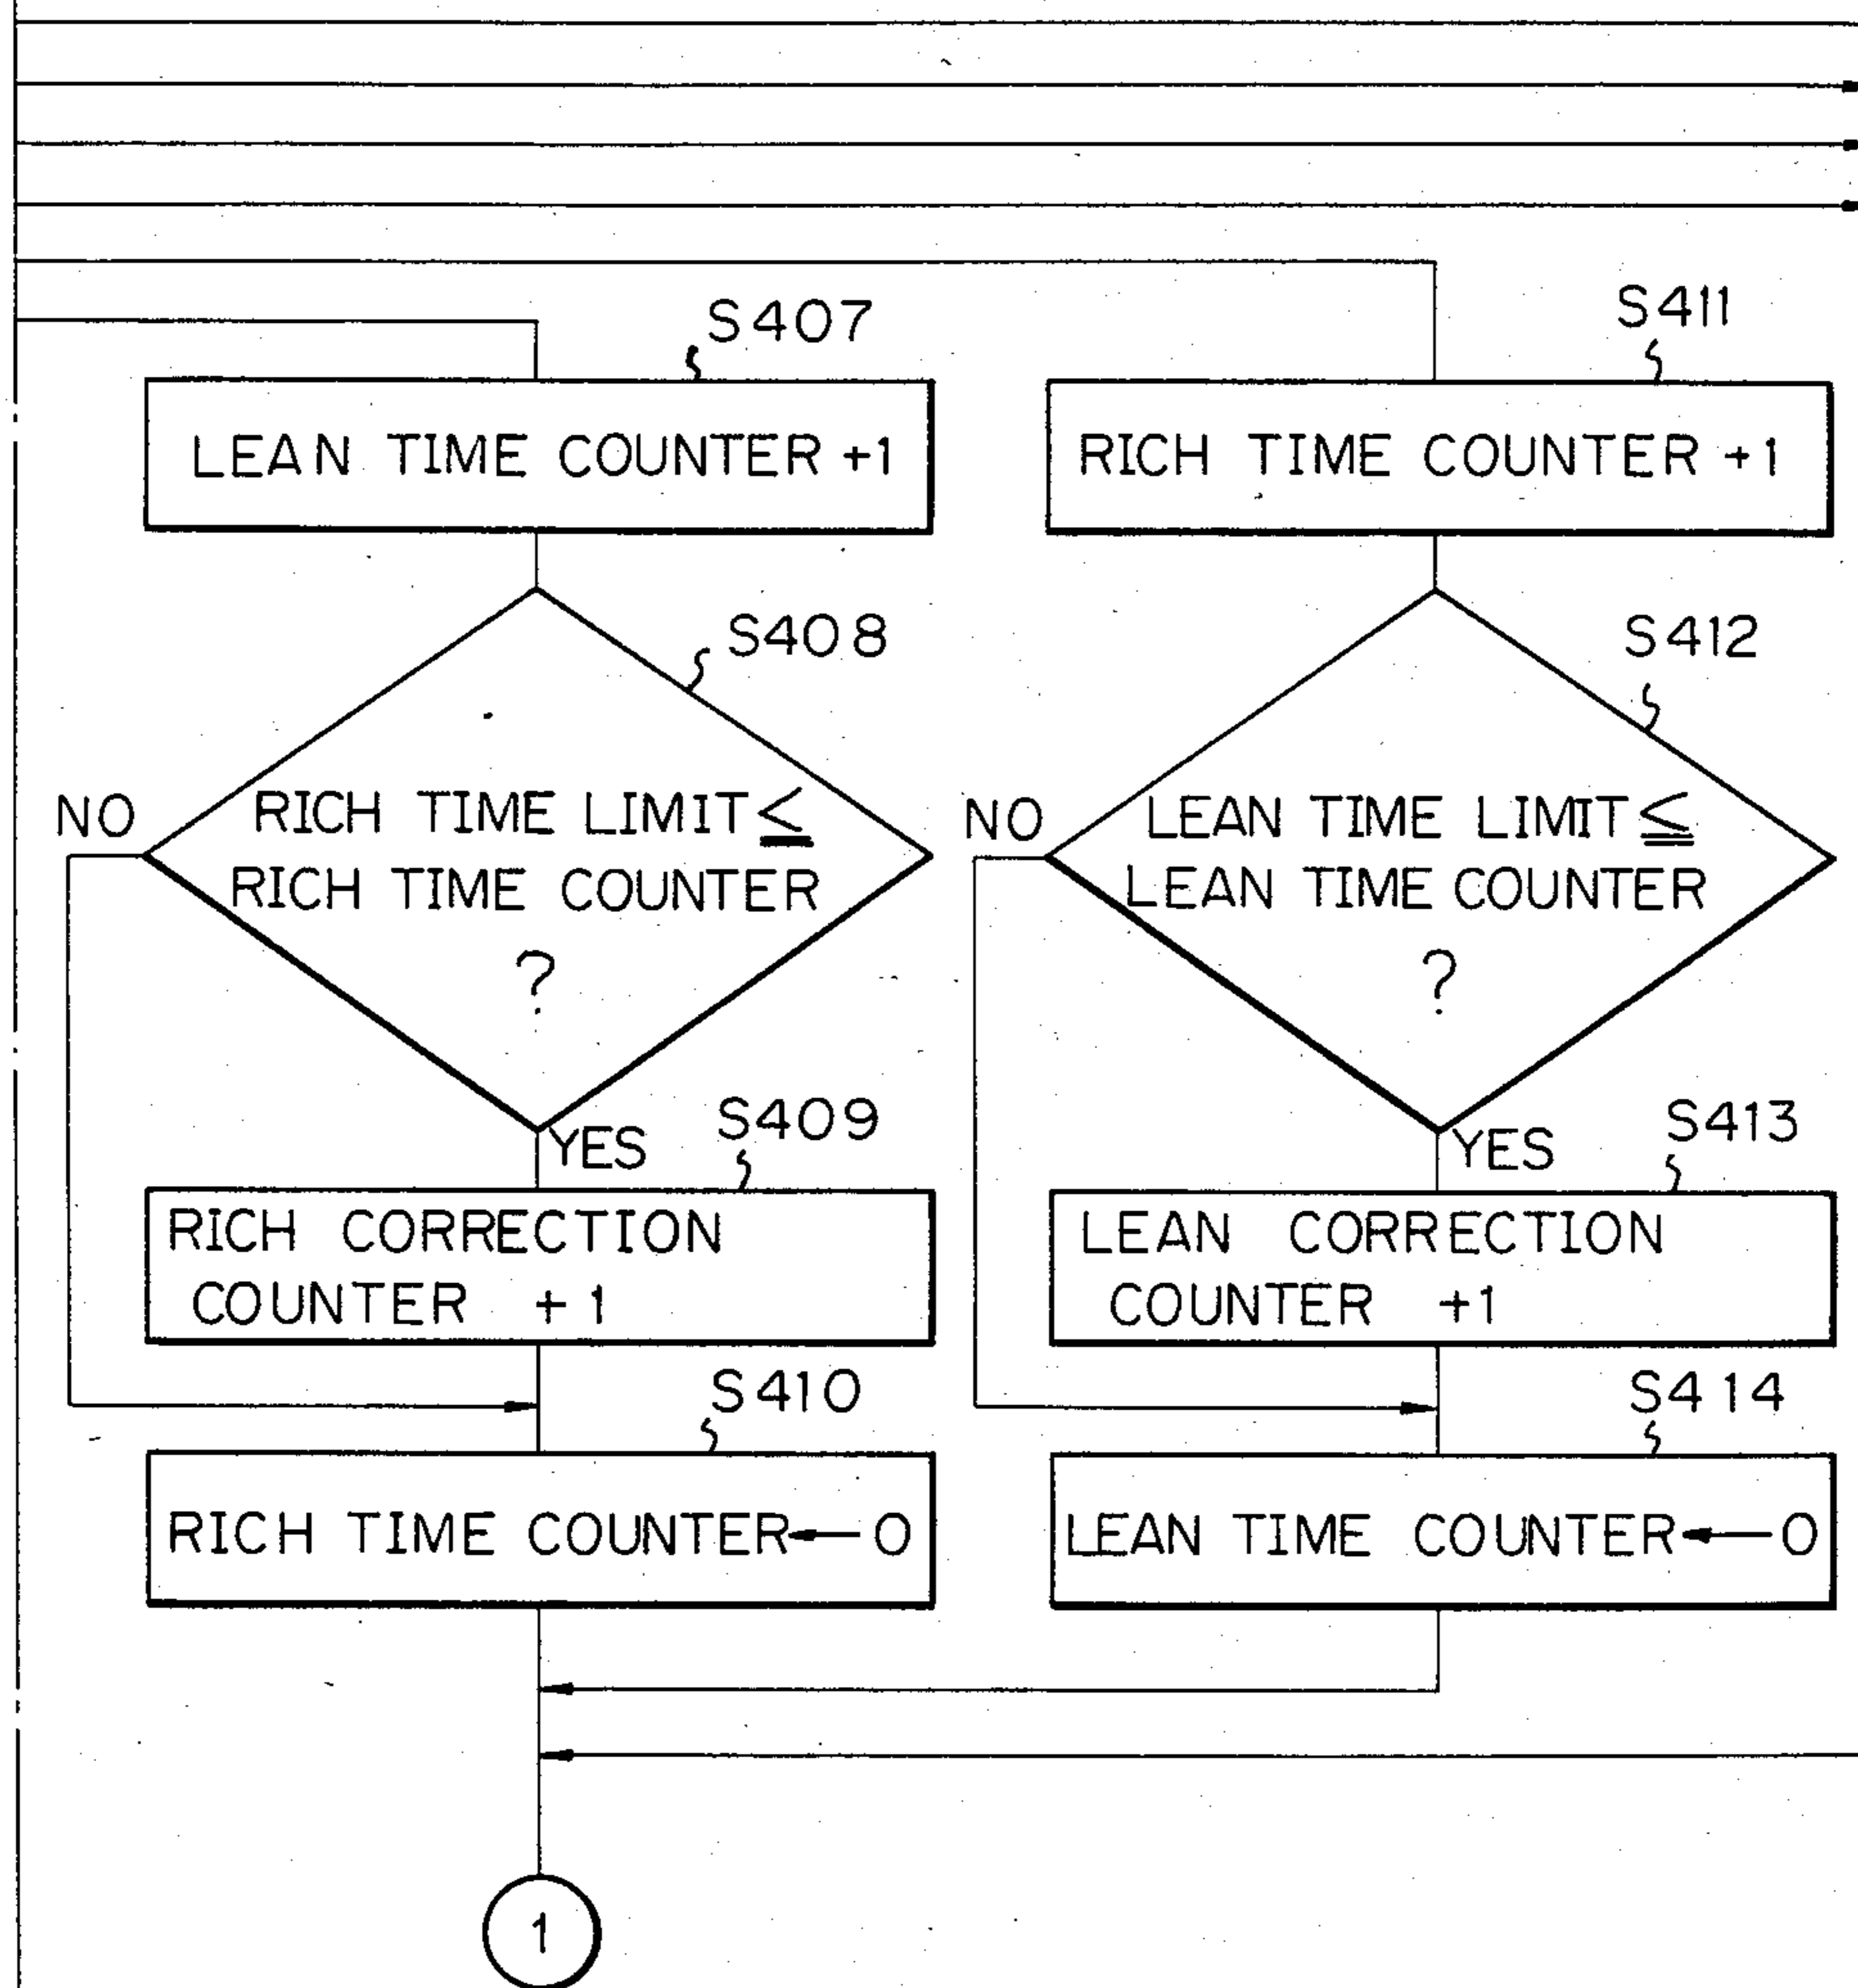 S407
LEAN TIME COUNTER +1
S408
NO
RICH TIME LIMIT ≦
RICH TIME COUNTER
?
YES
S409
RICH CORRECTION
COUNTER +1
S410
RICH TIME COUNTER ← 0
S411
RICH TIME COUNTER +1
S412
NO
LEAN TIME LIMIT ≦
LEAN TIME COUNTER
?
YES
S413
LEAN CORRECTION
COUNTER +1
S414
LEAN TIME COUNTER ← 0
1